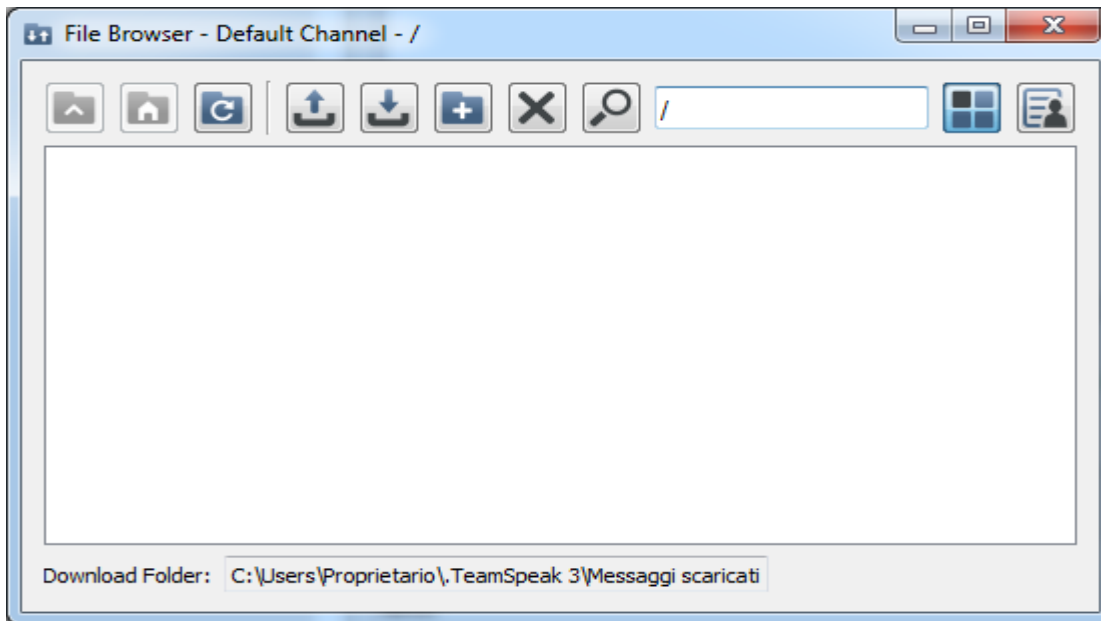 File Browser - Default Channel - /
/
Download Folder: C:\Users\Proprietario\.TeamSpeak 3\Messaggi scaricati